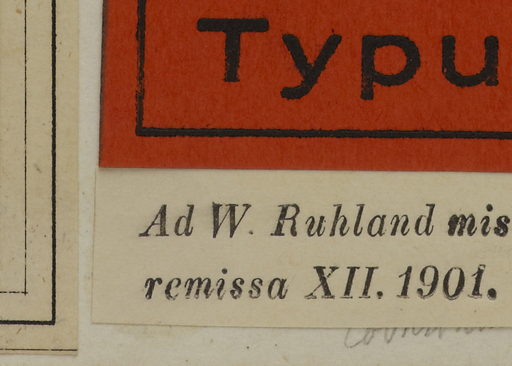 Typu
Ad W. Ruhland mis
remissa XII. 1901.